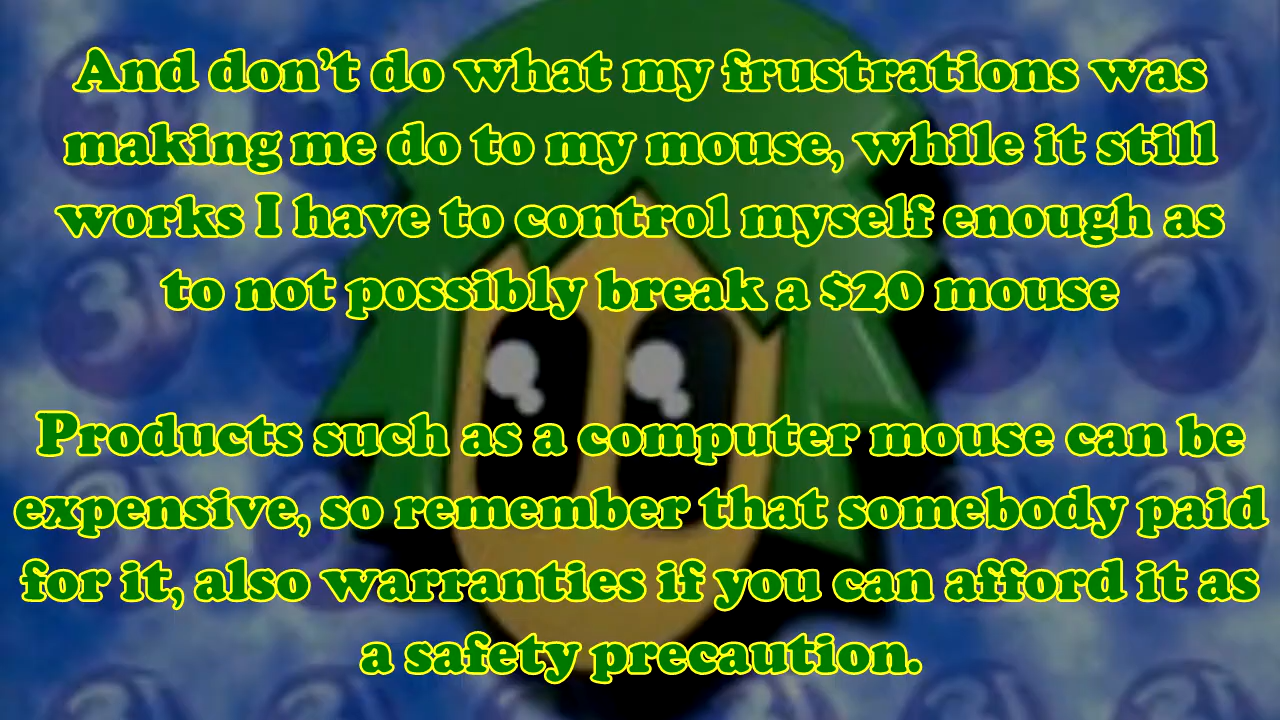 And don't do what my frustrations was
making me do to my mouse, while it still
works I have to control myself enough as
to not possibly break a $20 mouse
Products such as a computer mouse can be
expensive, so remember that somebody paid
for it, also warranties if you can afford it as
a safety precaution.